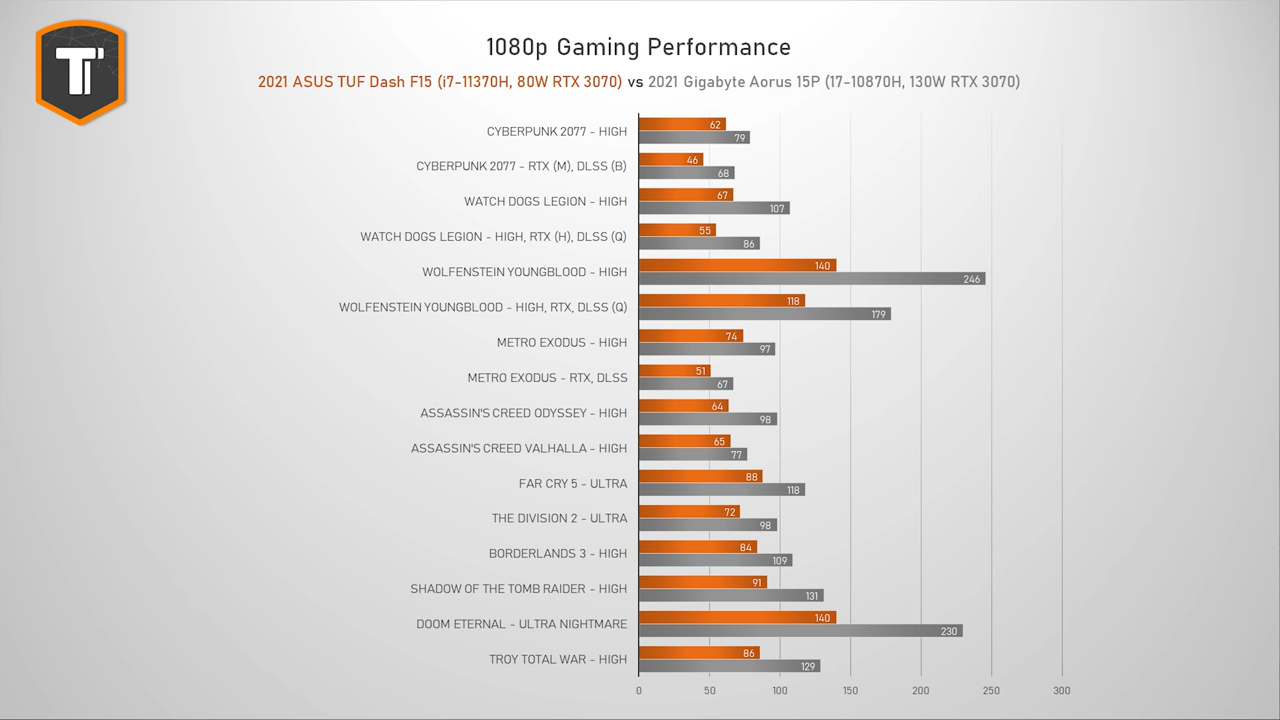 1080p Gaming Performance
2021 ASUS TUF Dash F15 (i7-11370H, 80W RTX 3070) vs 2021 Gigabyte Aorus 15P (17-10870H, 130W RTX 3070)
CYBERPUNK 2077 - HIGH 62 79
CYBERPUNK 2077 - RTX (M), DLSS (B) 46 68
WATCH DOGS LEGION - HIGH 67 107
WATCH DOGS LEGION - HIGH, RTX (H), DLSS (Q) 55 86
WOLFENSTEIN YOUNGBLOOD - HIGH 140 246
WOLFENSTEIN YOUNGBLOOD - HIGH, RTX, DLSS (Q) 118 179
METRO EXODUS - HIGH 74 97
METRO EXODUS - RTX, DLSS 51 67
ASSASSIN'S CREED ODYSSEY - HIGH 64 98
ASSASSIN'S CREED VALHALLA - HIGH 65 77
FAR CRY 5 - ULTRA 88 118
THE DIVISION 2 - ULTRA 72 98
BORDERLANDS 3 - HIGH 84 109
SHADOW OF THE TOMB RAIDER - HIGH 91 131
DOOM ETERNAL - ULTRA NIGHTMARE 140 230
TROY TOTAL WAR - HIGH 86 129
0 50 100 150 200 250 300